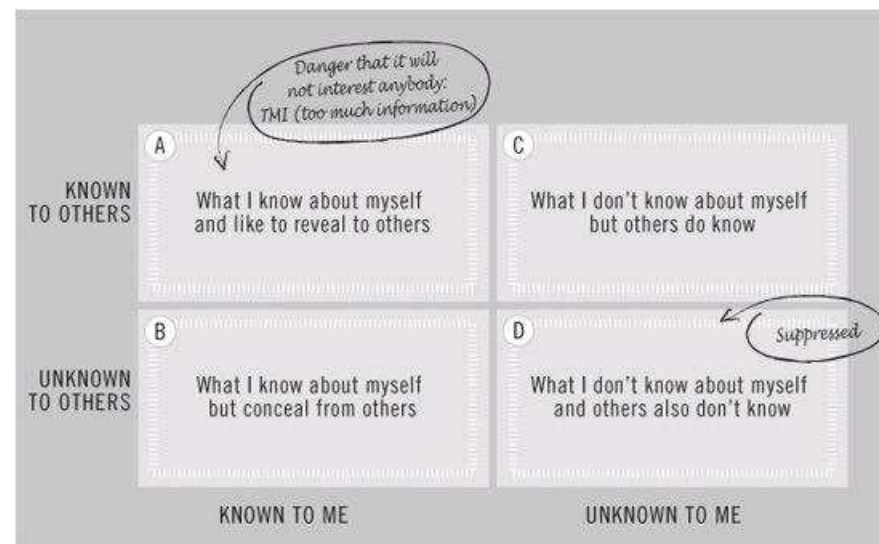 Danger that it will
not interest anybody:
TMI (too much information)
A
C
KNOWN
TO OTHERS
What I know about myself
and like to reveal to others
What I don't know about myself
but others do know
B
D
Suppressed
UNKNOWN
TO OTHERS
What I know about myself
but conceal from others
What I don't know about myself
and others also don't know
KNOWN TO ME
UNKNOWN TO ME